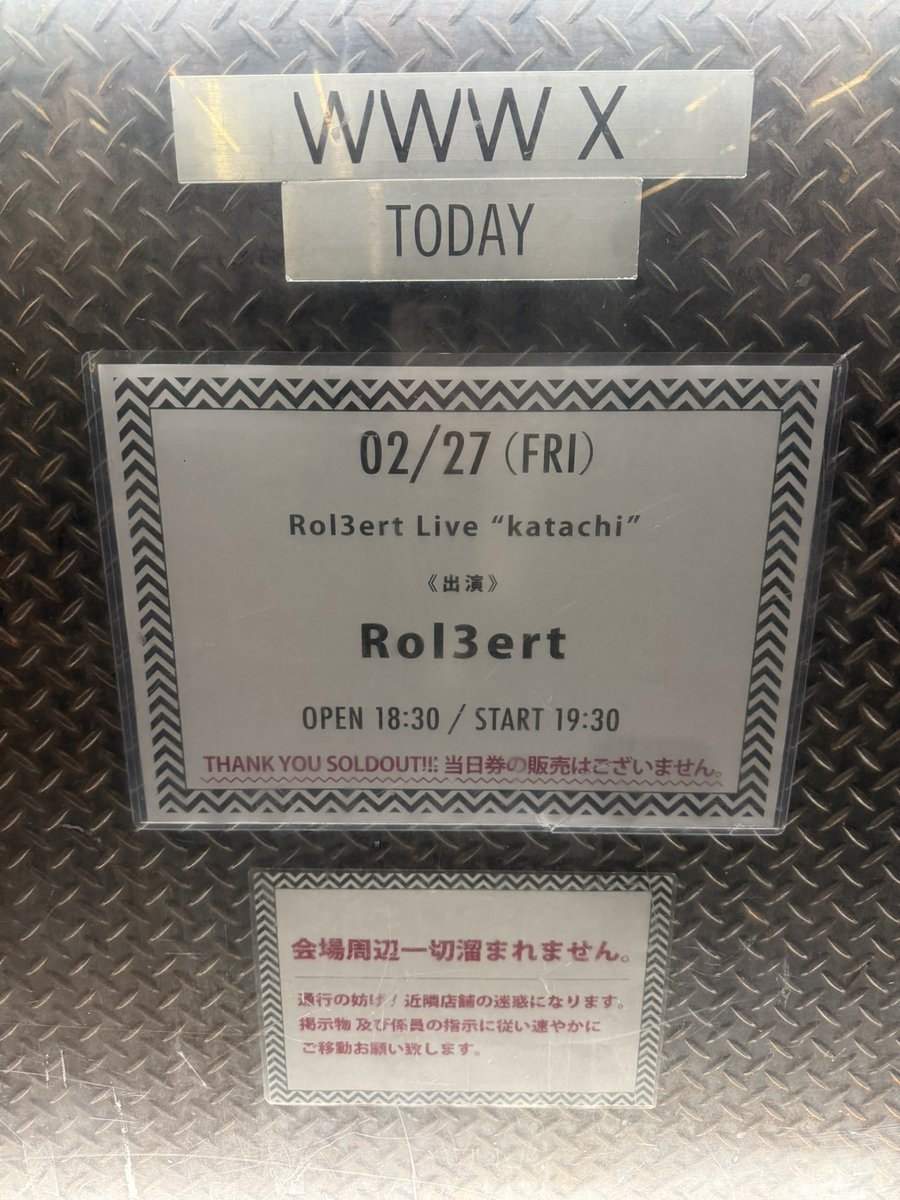 WWW X
TODAY
02/27 (FRI)
Rol3ert Live “katachi”
《出演》
Rol3ert
OPEN 18:30 / START 19:30
THANK YOU SOLDOUT!!! 当日券の販売はございません。
会場周辺一切溜まれません。
通行の妨げ / 近隣店舗の迷惑になります。
掲示物 及び係員の指示に従い速やかに
ご移動お願い致します。